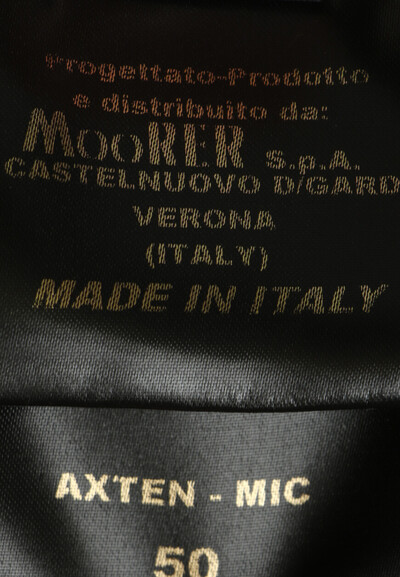 Progettato-Prodotto
e distribuito da:
MOORER S.p.A.
CASTELNUOVO D/GARD
VERONA
(ITALY)
MADE IN ITALY
AXTEN - MIC
50